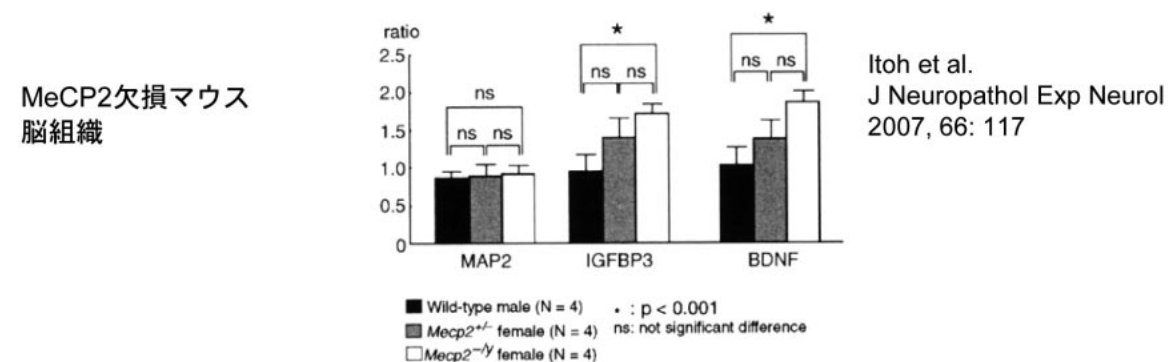 MeCP2欠損マウス
脳組織
ratio
2.5
2.0
1.5
1.0
0.5
0
ns
ns ns
*
ns ns
*
ns ns
MAP2 IGFBP3 BDNF
Wild-type male (N = 4)
Mecp2+/- female (N = 4)
Mecp2-/y female (N = 4)
* : p < 0.001
ns: not significant difference
Itoh et al.
J Neuropathol Exp Neurol
2007, 66: 117